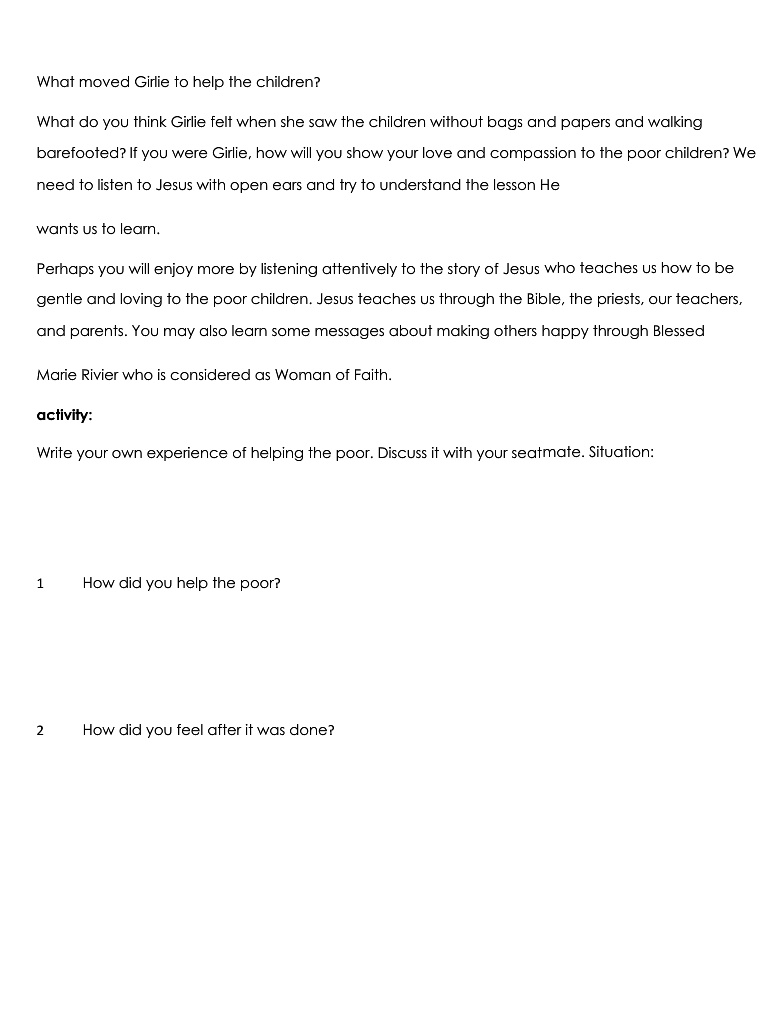 What moved Girlie to help the children?
What do you think Girlie felt when she saw the children without bags and papers and walking
barefooted? If you were Girlie, how will you show your love and compassion to the poor children? We
need to listen to Jesus with open ears and try to understand the lesson He
wants us to learn.
Perhaps you will enjoy more by listening attentively to the story of Jesus who teaches us how to be
gentle and loving to the poor children. Jesus teaches us through the Bible, the priests, our teachers,
and parents. You may also learn some messages about making others happy through Blessed
Marie Rivier who is considered as Woman of Faith.
activity:
Write your own experience of helping the poor. Discuss it with your seatmate. Situation:
1 How did you help the poor?
2 How did you feel after it was done?